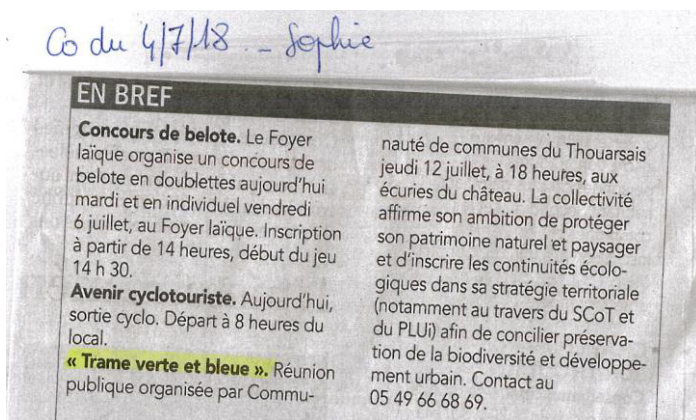 Co du 4/7/18 - Sophie
EN BREF
Concours de belote. Le Foyer
laïque organise un concours de
belote en doublettes aujourd'hui
mardi et en individuel vendredi
6 juillet, au Foyer laïque. Inscription
à partir de 14 heures, début du jeu
14 h 30.
Avenir cyclotouriste. Aujourd'hui,
sortie cyclo. Départ à 8 heures du
local.
« Trame verte et bleue ». Réunion
publique organisée par Commu-
nauté de communes du Thouarsais
jeudi 12 juillet, à 18 heures, aux
écuries du château. La collectivité
affirme son ambition de protéger
son patrimoine naturel et paysager
et d'inscrire les continuités écolo-
giques dans sa stratégie territoriale
(notamment au travers du SCoT et
du PLUi) afin de concilier préserva-
tion de la biodiversité et développe-
ment urbain. Contact au
05 49 66 68 69.